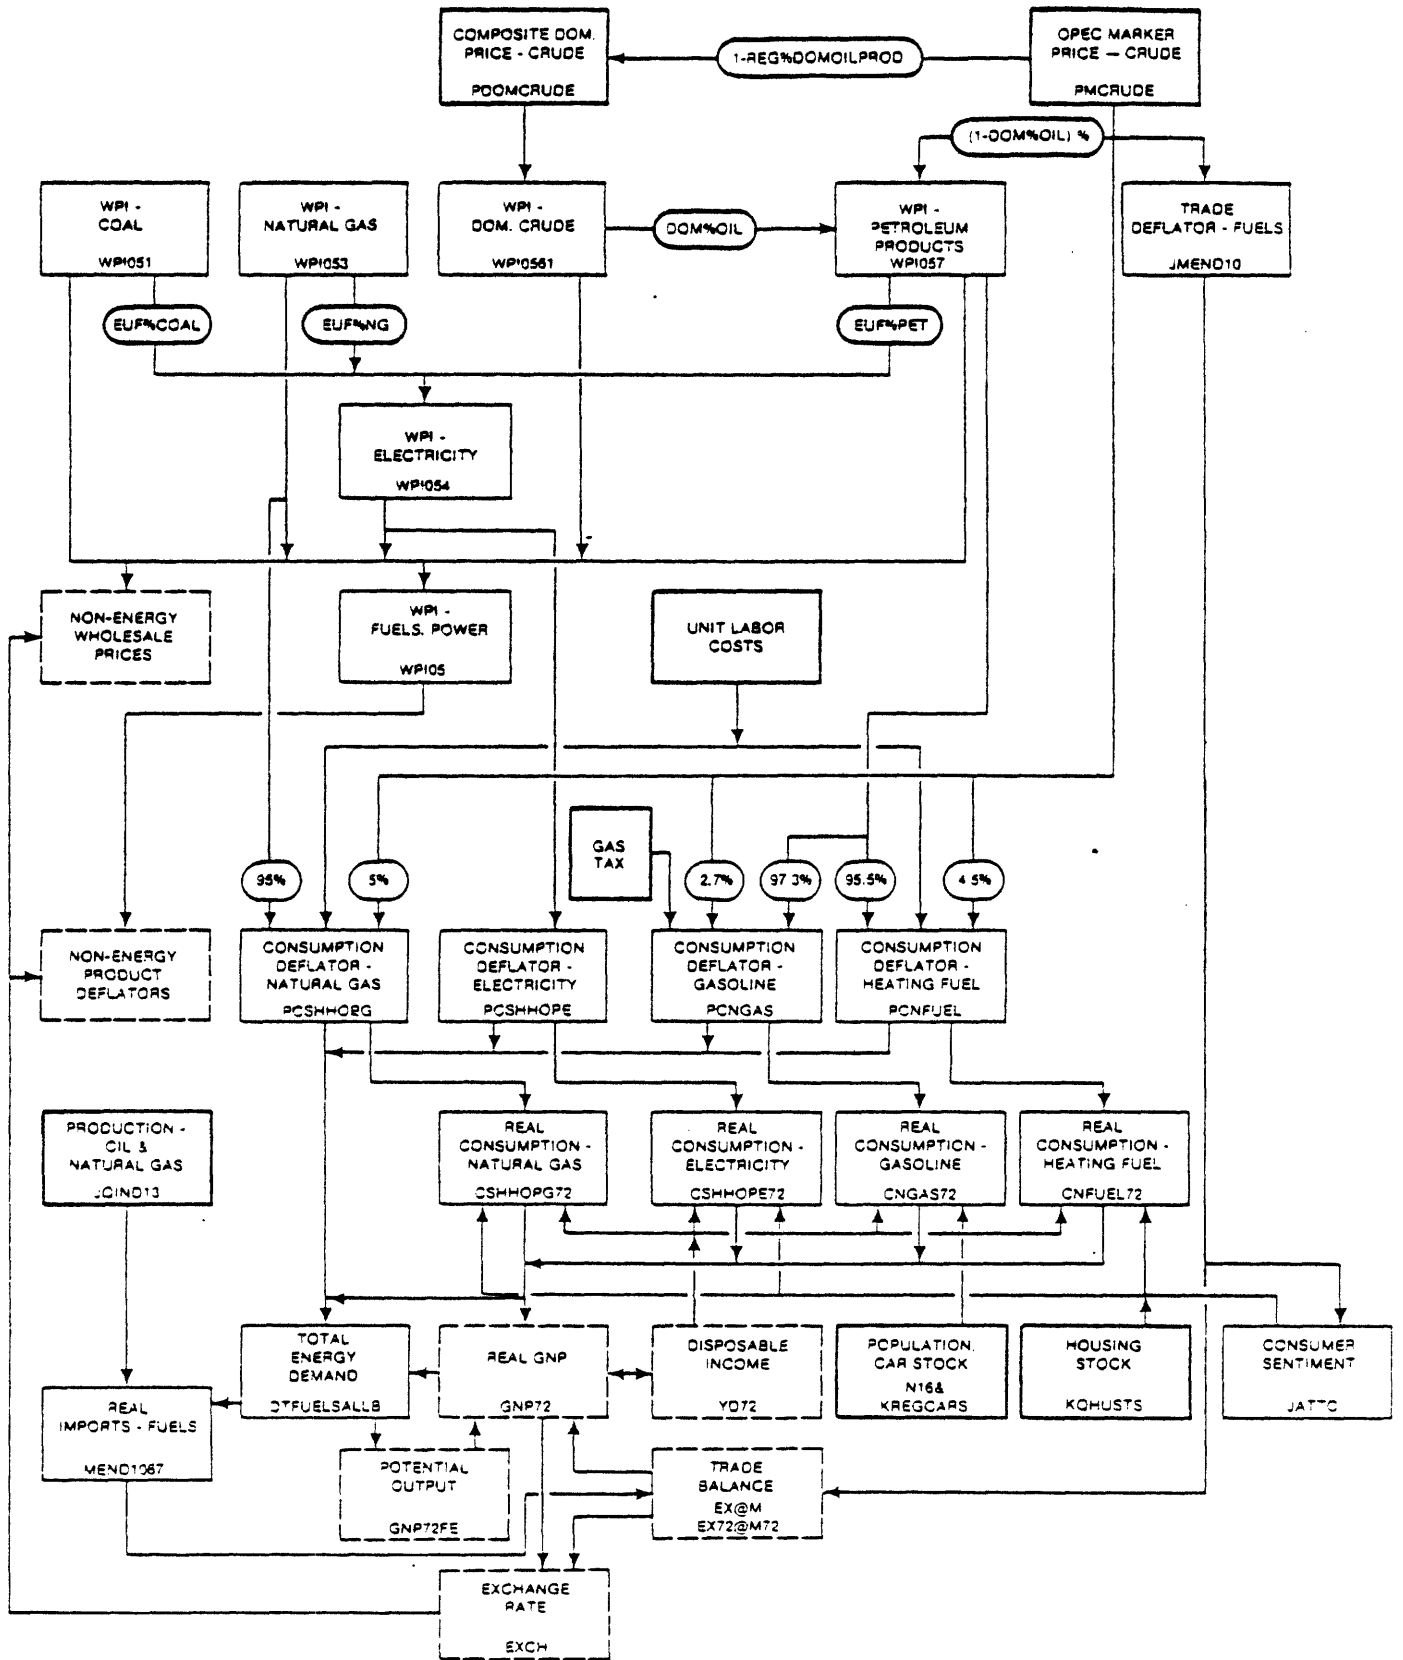 COMPOSITE DOM.
PRICE - CRUDE
PDOMCRUDE
1-REG%DOMOILPROD
OPEC MARKER
PRICE — CRUDE
PMCRUDE
(1-DOM%OIL) %
WPI -
COAL
WPI051
WPI -
NATURAL GAS
WPI053
WPI -
DOM. CRUDE
WPI0561
DOM%OIL
WPI -
PETROLEUM
PRODUCTS
WPI057
TRADE
DEFLATOR - FUELS
JMEND10
EUF%COAL
EUF%NG
EUF%PET
WPI -
ELECTRICITY
WPI054
NON-ENERGY
WHOLESALE
PRICES
WPI -
FUELS. POWER
WPI05
UNIT LABOR
COSTS
GAS
TAX
95%
5%
2.7%
97.3%
95.5%
4.5%
NON-ENERGY
PRODUCT
DEFLATORS
CONSUMPTION
DEFLATOR -
NATURAL GAS
PCSHHOPG
CONSUMPTION
DEFLATOR -
ELECTRICITY
PCSHHOPE
CONSUMPTION
DEFLATOR -
GASOLINE
PCNGAS
CONSUMPTION
DEFLATOR -
HEATING FUEL
PCNFUEL
PRODUCTION -
OIL &
NATURAL GAS
JQIND13
REAL
CONSUMPTION -
NATURAL GAS
CSHHOPG72
REAL
CONSUMPTION -
ELECTRICITY
CSHHOPE72
REAL
CONSUMPTION -
GASOLINE
CNGAS72
REAL
CONSUMPTION -
HEATING FUEL
CNFUEL72
TOTAL
ENERGY
DEMAND
DTFUELSALLB
REAL GNP
GNP72
DISPOSABLE
INCOME
YD72
POPULATION,
CAR STOCK
N16&
KREGCARS
HOUSING
STOCK
KQHUSTS
CONSUMER
SENTIMENT
JATTC
REAL
IMPORTS - FUELS
MEND1067
POTENTIAL
OUTPUT
GNP72FE
TRADE
BALANCE
EX@M
EX72@M72
EXCHANGE
RATE
EXCH